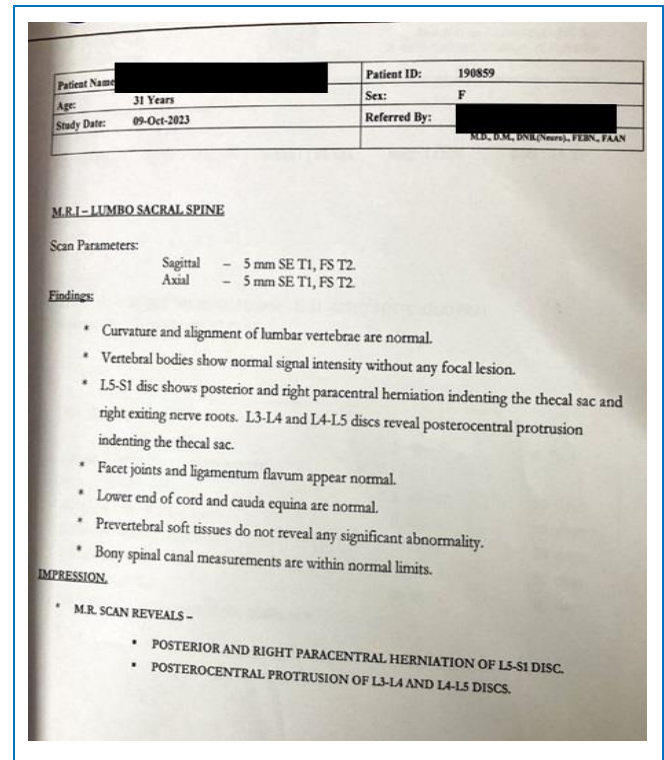 Patient Name
Patient ID: 190859
Age: 31 Years
Sex: F
Study Date: 09-Oct-2023
Referred By:
M.D., D.M., DNB.(Neuro)., FEBN., FAAN
M.R.I – LUMBO SACRAL SPINE
Scan Parameters:
Sagittal – 5 mm SE T1, FS T2.
Axial – 5 mm SE T1, FS T2.
Findings:
* Curvature and alignment of lumbar vertebrae are normal.
* Vertebral bodies show normal signal intensity without any focal lesion.
* L5-S1 disc shows posterior and right paracentral herniation indenting the thecal sac and
right exiting nerve roots. L3-L4 and L4-L5 discs reveal posterocentral protrusion
indenting the thecal sac.
* Facet joints and ligamentum flavum appear normal.
* Lower end of cord and cauda equina are normal.
* Prevertebral soft tissues do not reveal any significant abnormality.
* Bony spinal canal measurements are within normal limits.
IMPRESSION.
* M.R. SCAN REVEALS –
• POSTERIOR AND RIGHT PARACENTRAL HERNIATION OF L5-S1 DISC.
• POSTEROCENTRAL PROTRUSION OF L3-L4 AND L4-L5 DISCS.